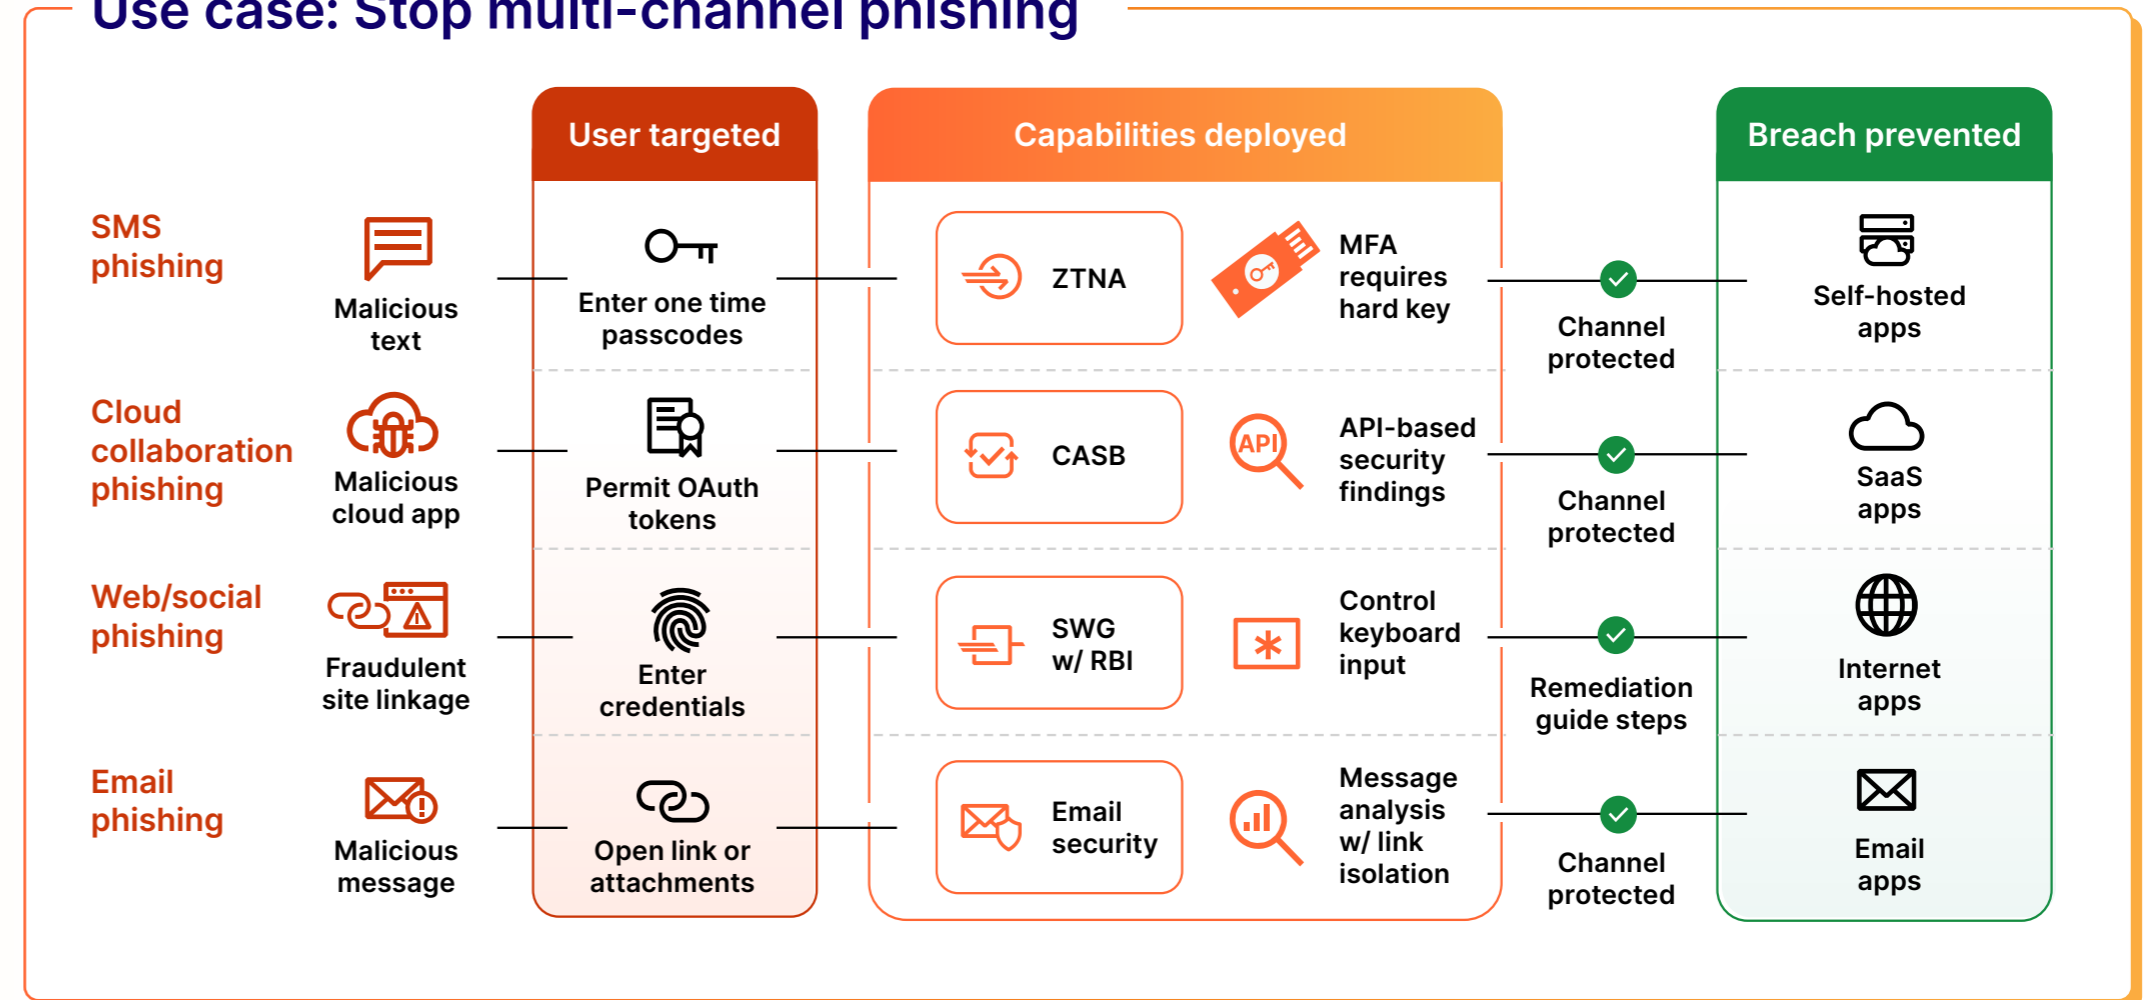 Use case: Stop multi-channel phishing
User targeted
Capabilities deployed
Breach prevented
SMS
phishing
Malicious
text
Enter one time
passcodes
ZTNA
MFA
requires
hard key
Channel
protected
Self-hosted
apps
Cloud
collaboration
phishing
Malicious
cloud app
Permit OAuth
tokens
CASB
API
API-based
security
findings
Channel
protected
SaaS
apps
Web/social
phishing
Fraudulent
site linkage
Enter
credentials
SWG
w/ RBI
Control
keyboard
input
Remediation
guide steps
Internet
apps
Email
phishing
Malicious
message
Open link or
attachments
Email
security
Message
analysis
w/ link
isolation
Channel
protected
Email
apps